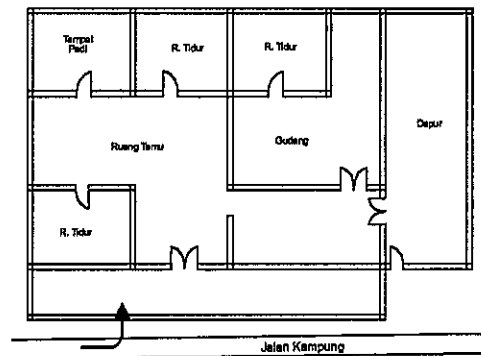 Tempat
Padi
R. Tidur
R. Tidur
Dapur
Ruang Tamu
Gudang
R. Tidur
Jalan Kampung